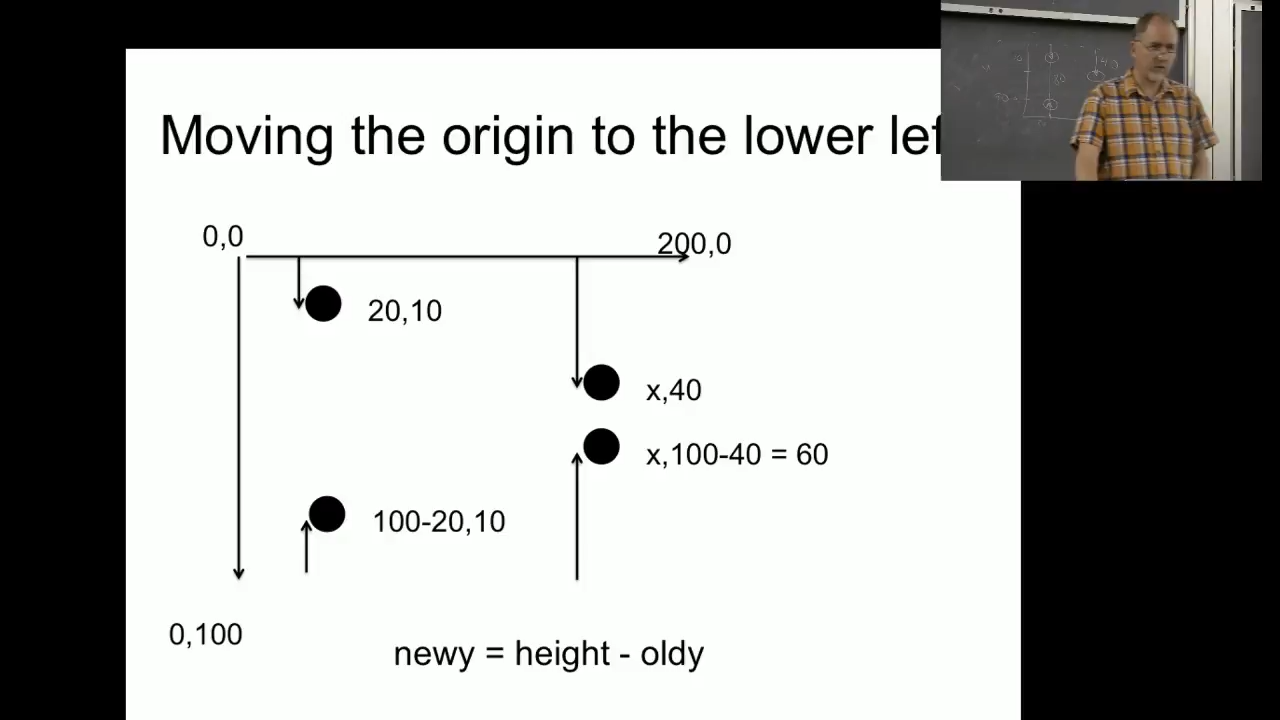 Moving the origin to the lower lef
0,0
200,0
20,10
x,40
x,100-40 = 60
100-20,10
0,100
newy = height - oldy